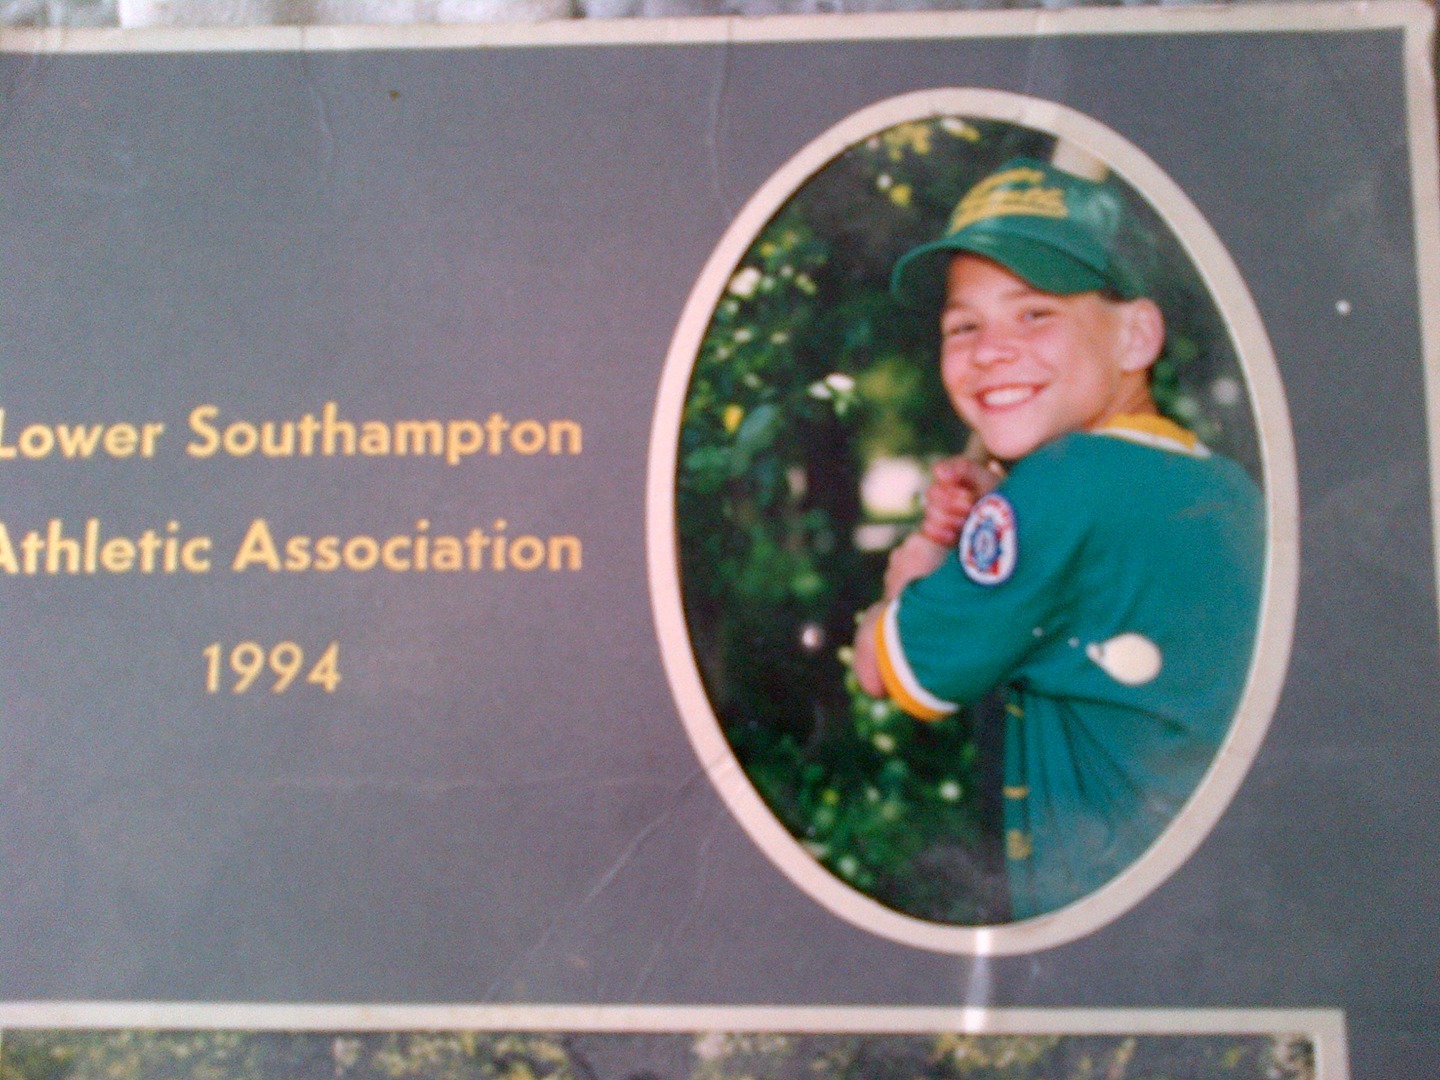 Lower Southampton
Athletic Association
1994